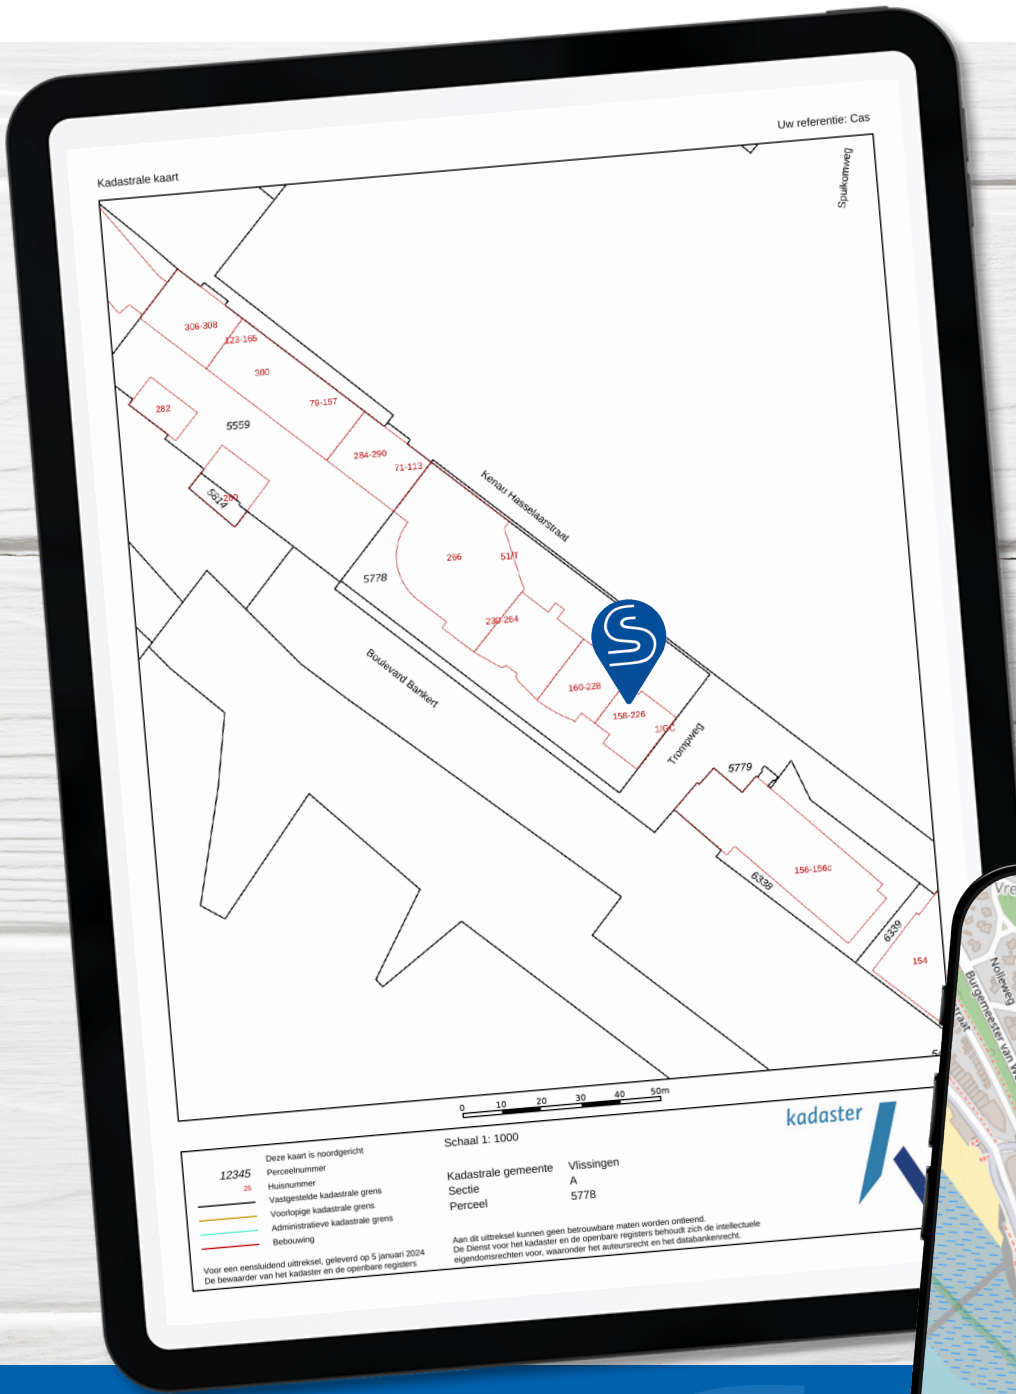 Uw referentie: Cas
Kadastrale kaart
Spuikomweg
306-308
123-165
300
79-157
282
5559
284-290
71-113
280
5814
Kenau Hasselaarstraat
266
51/T
5778
230-264
Boulevard Bankert
160-228
158-226
1/GC
Trompweg
5779
156-156c
6338
6339
154
0 10 20 30 40 50m
Schaal 1: 1000
kadaster
12345
25
Deze kaart is noordgericht
Perceelnummer
Huisnummer
Vastgestelde kadastrale grens
Voorlopige kadastrale grens
Administratieve kadastrale grens
Bebouwing
Kadastrale gemeente Vlissingen
Sectie A
Perceel 5778
Voor een eensluidend uittreksel, geleverd op 5 januari 2024
De bewaarder van het kadaster en de openbare registers
Aan dit uittreksel kunnen geen betrouwbare maten worden ontleend.
De Dienst voor het kadaster en de openbare registers behoudt zich de intellectuele
eigendomsrechten voor, waaronder het auteursrecht en het databankenrecht.
Vre
Nolleweg
Burgemeester van W
traat